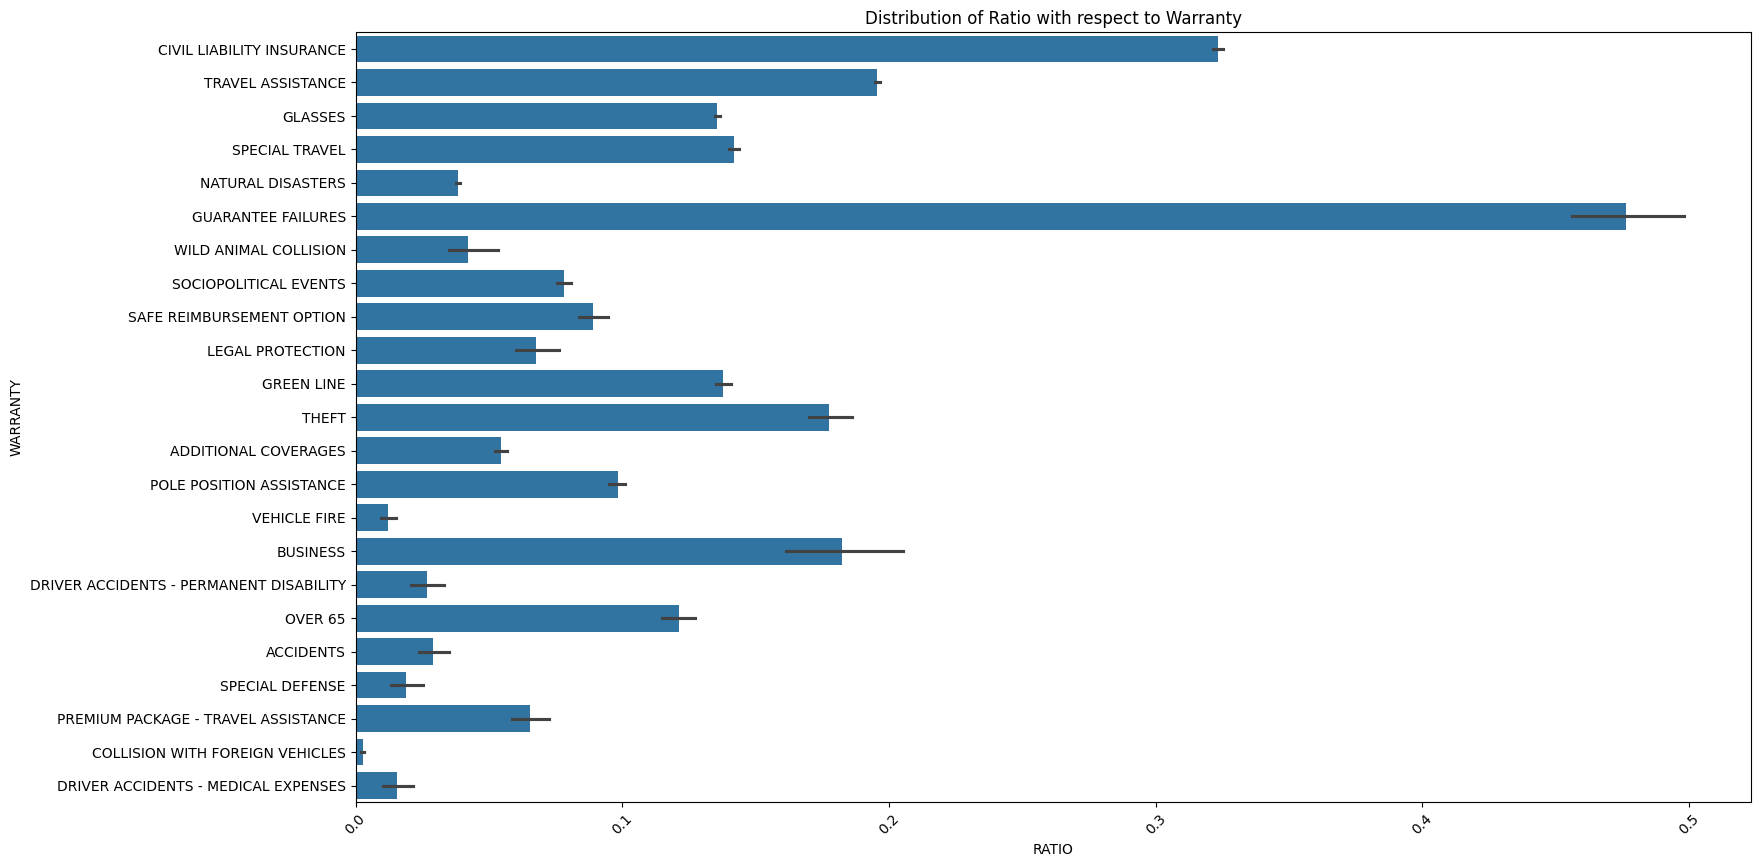 Distribution of Ratio with respect to Warranty
CIVIL LIABILITY INSURANCE
TRAVEL ASSISTANCE
GLASSES
SPECIAL TRAVEL
NATURAL DISASTERS
GUARANTEE FAILURES
WILD ANIMAL COLLISION
SOCIOPOLITICAL EVENTS
SAFE REIMBURSEMENT OPTION
LEGAL PROTECTION
GREEN LINE
THEFT
ADDITIONAL COVERAGES
POLE POSITION ASSISTANCE
VEHICLE FIRE
BUSINESS
DRIVER ACCIDENTS - PERMANENT DISABILITY
OVER 65
ACCIDENTS
SPECIAL DEFENSE
PREMIUM PACKAGE - TRAVEL ASSISTANCE
COLLISION WITH FOREIGN VEHICLES
DRIVER ACCIDENTS - MEDICAL EXPENSES
WARRANTY
0.0 0.1 0.2 0.3 0.4 0.5
RATIO